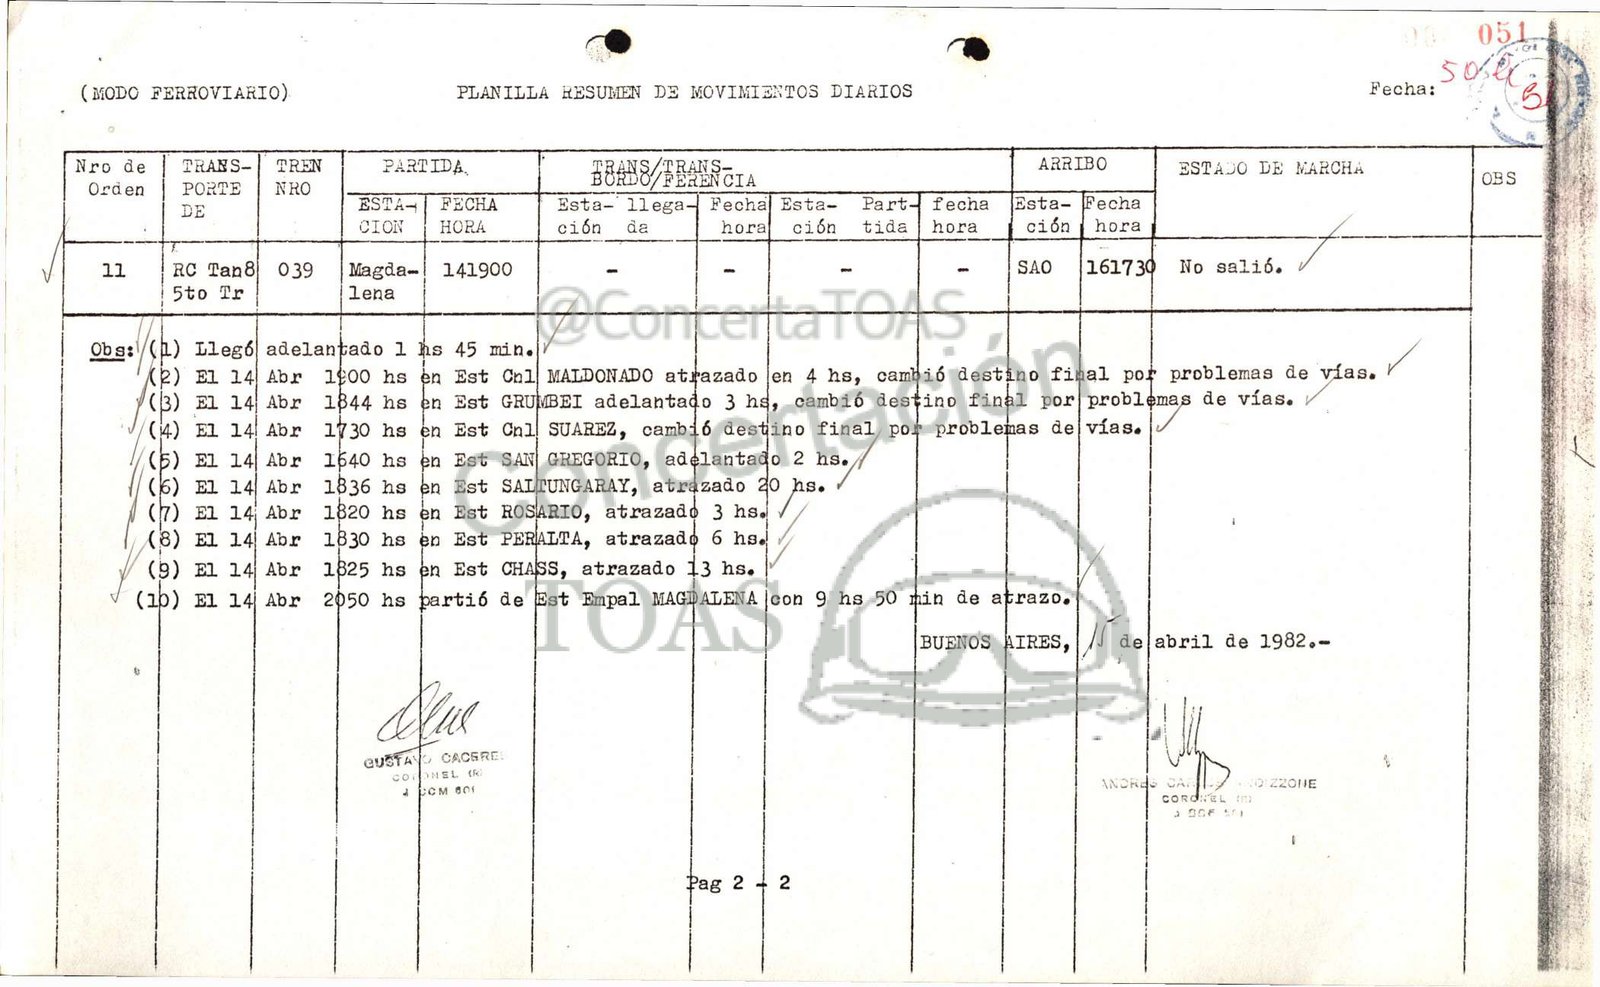 051
(MODO FERROVIARIO)
PLANILLA RESUMEN DE MOVIMIENTOS DIARIOS
Fecha:
Nro de Orden
TRANS-PORTE DE
TREN NRO
PARTIDA
TRANS/TRANS-
BORDO/FERENCIA
ARRIBO
ESTADO DE MARCHA
OBS
ESTA-CION
FECHA HORA
Esta-ción
llega-da
Fecha hora
Esta-ción
Part-tida
fecha hora
Esta-ción
Fecha hora
11 RC Tan8 039 Magda- 141900 - - - - SAO 161730 No salió.
5to Tr lena
Obs: (1) Llegó adelantado 1 hs 45 min.
(2) El 14 Abr 1900 hs en Est Cnl MALDONADO atrazado en 4 hs, cambió destino final por problemas de vías.
(3) El 14 Abr 1844 hs en Est GRUMBEI adelantado 3 hs, cambió destino final por problemas de vías.
(4) El 14 Abr 1730 hs en Est Cnl SUAREZ, cambió destino final por problemas de vías.
(5) El 14 Abr 1640 hs en Est SAN GREGORIO, adelantado 2 hs.
(6) El 14 Abr 1836 hs en Est SALTUNGARAY, atrazado 20 hs.
(7) El 14 Abr 1820 hs en Est ROSARIO, atrazado 3 hs.
(8) El 14 Abr 1830 hs en Est PERALTA, atrazado 6 hs.
(9) El 14 Abr 1825 hs en Est CHASS, atrazado 13 hs.
(10) El 14 Abr 2050 hs partió de Est Empal MAGDALENA con 9 hs 50 min de atrazo.
BUENOS AIRES, 15 de abril de 1982.-
GUSTAVO CACERES
CORONEL (R)
J CCM 601
ANDRES
CORONEL
Pag 2 - 2
@ConcertaTOAS
Concertación
TOAS